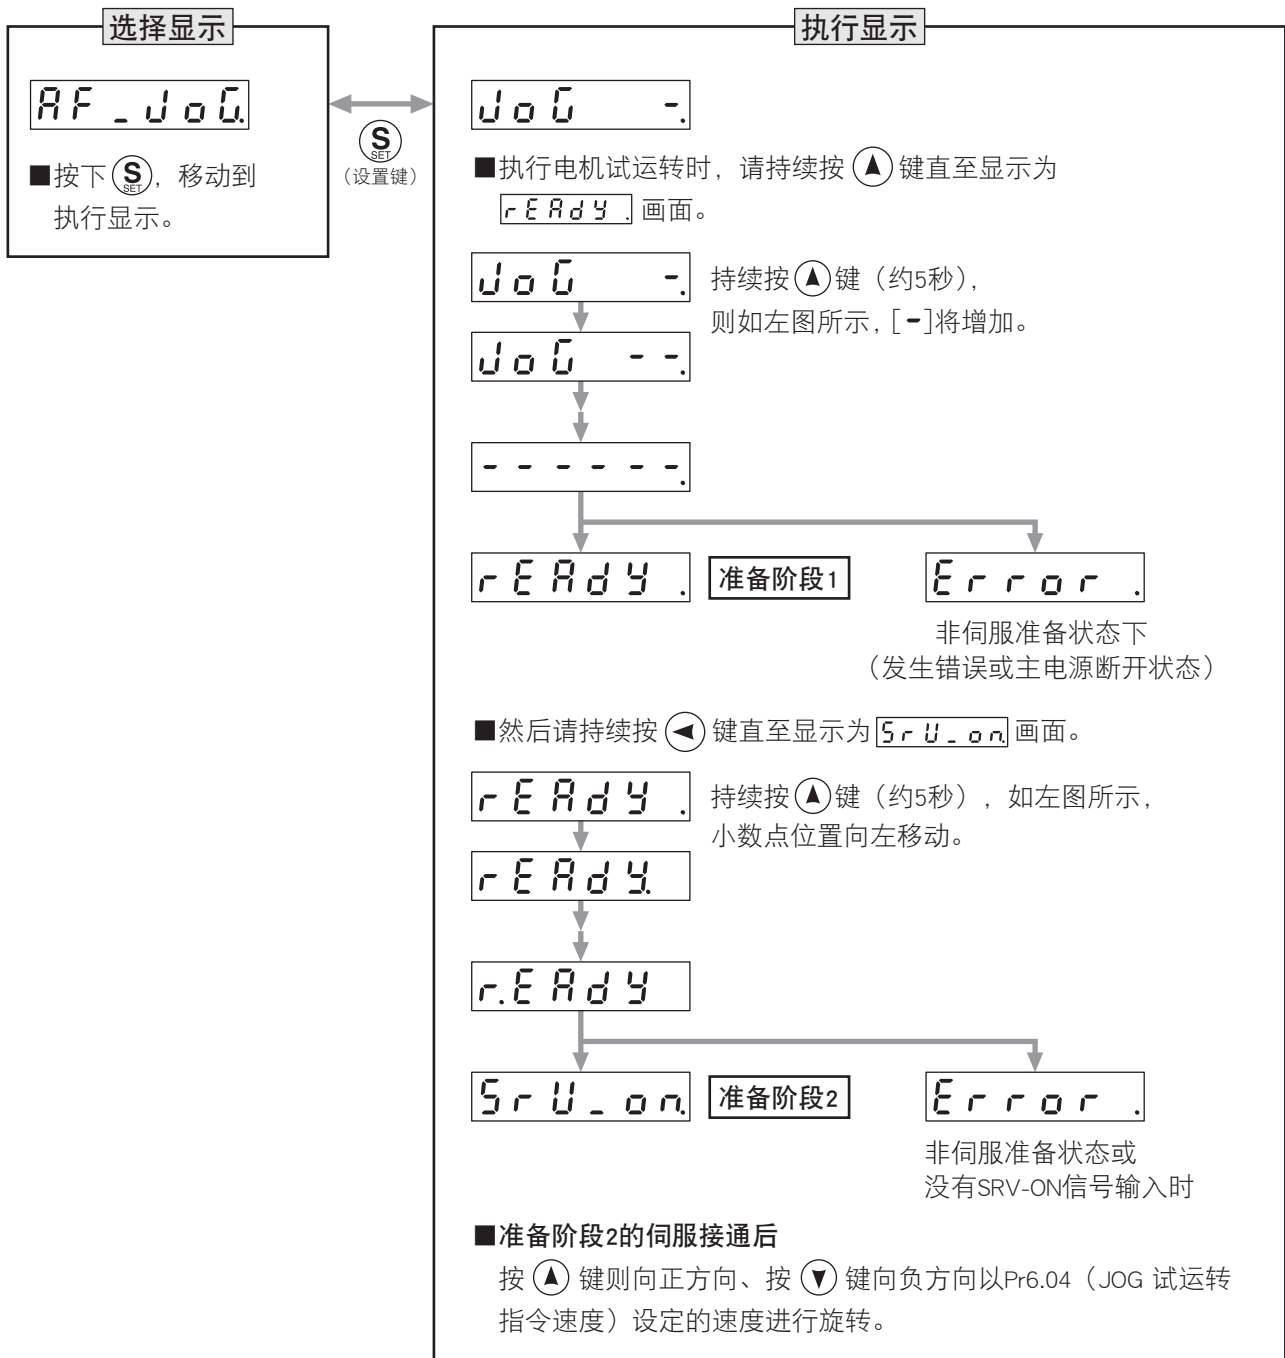 选择显示
AF_JoG.
■按下 S SET，移动到
执行显示。
S SET
（设置键）
执行显示
JoG -.
■执行电机试运转时，请持续按 ▲ 键直至显示为
rEAdY . 画面。
JoG -.
持续按 ▲ 键（约5秒），
则如左图所示，[-]将增加。
JoG --.
------.
rEAdY .
准备阶段1
Error .
非伺服准备状态下
（发生错误或主电源断开状态）
■然后请持续按 ◀ 键直至显示为 SrU_on. 画面。
rEAdY .
持续按 ▲ 键（约5秒），如左图所示，
小数点位置向左移动。
rEAdY.
r.EAdY
SrU_on.
准备阶段2
Error .
非伺服准备状态或
没有SRV-ON信号输入时
■准备阶段2的伺服接通后
按 ▲ 键则向正方向、按 ▼ 键向负方向以Pr6.04（JOG 试运转
指令速度）设定的速度进行旋转。